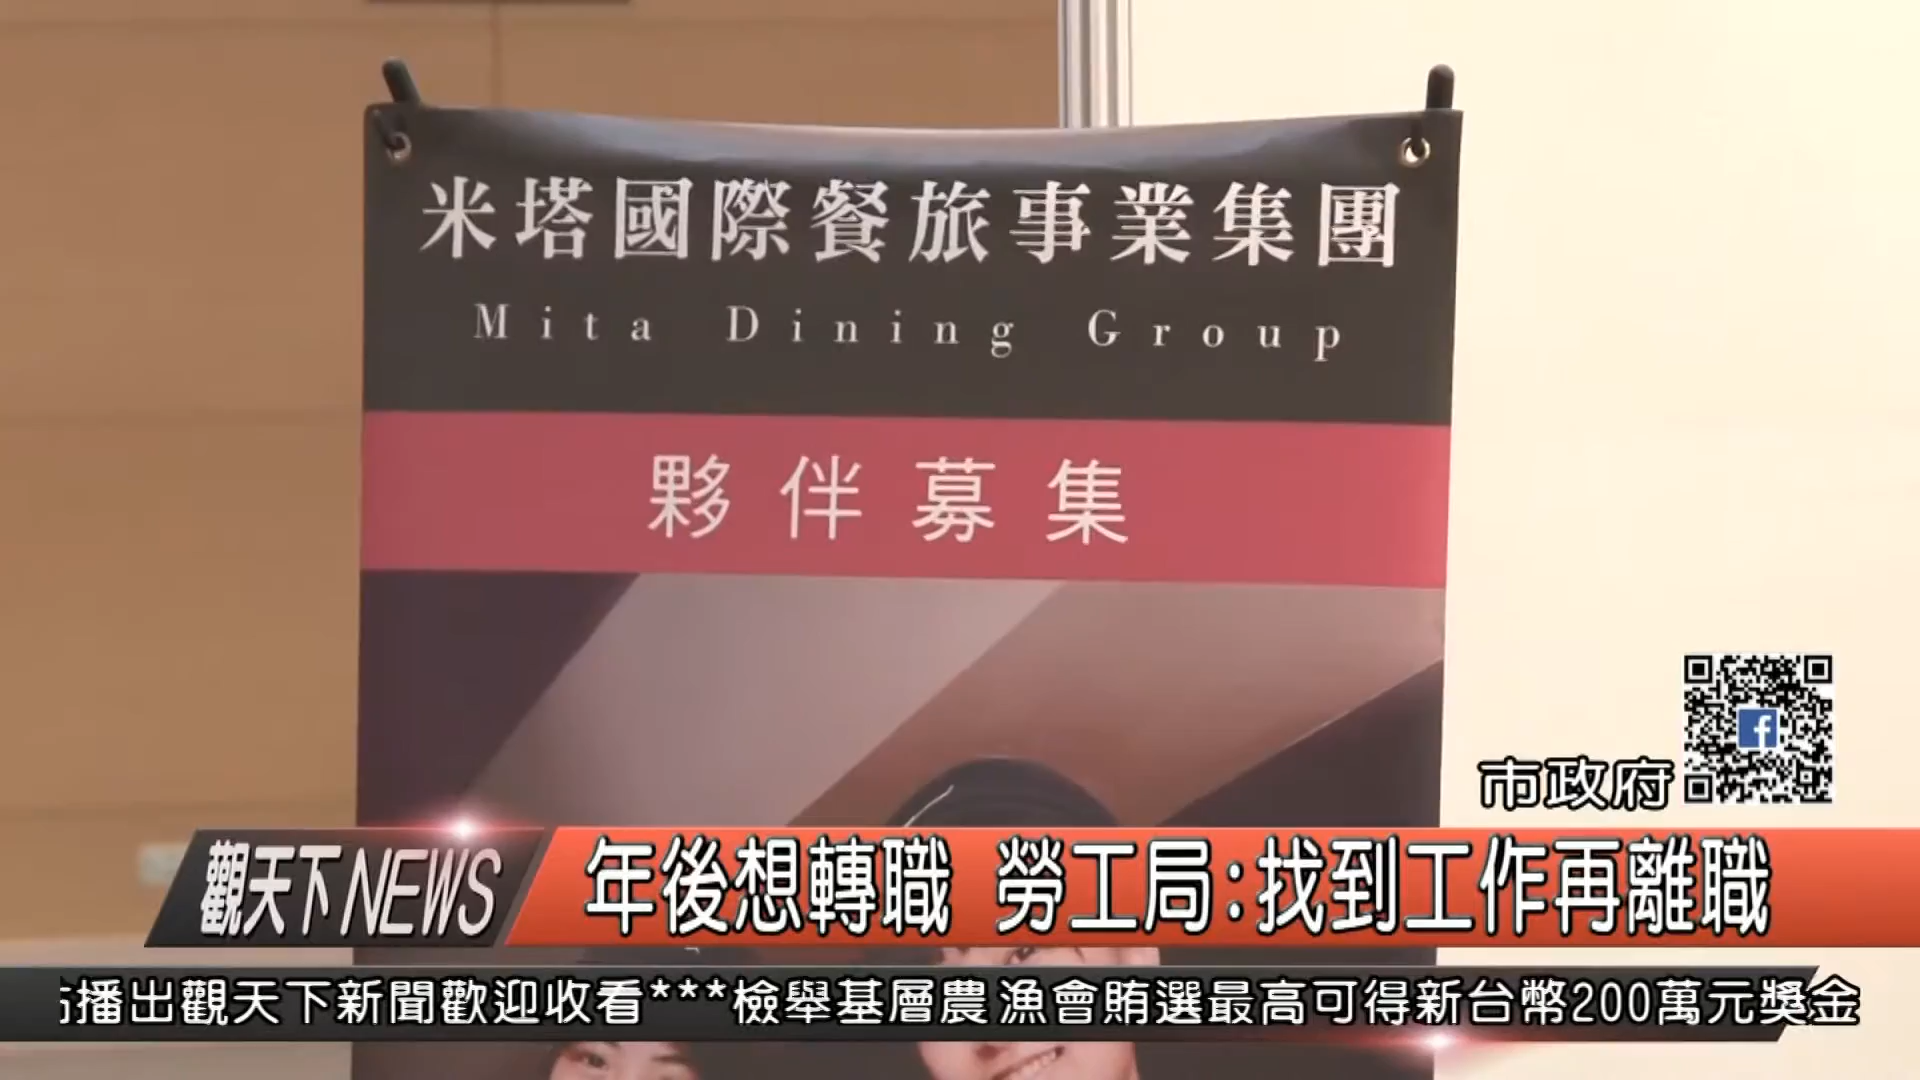 米塔國際餐旅事業集團
Mita Dining Group
夥伴募集
市政府
觀天下NEWS
年後想轉職 勞工局:找到工作再離職
播出觀天下新聞歡迎收看***檢舉基層農漁會賄選最高可得新台幣200萬元獎金